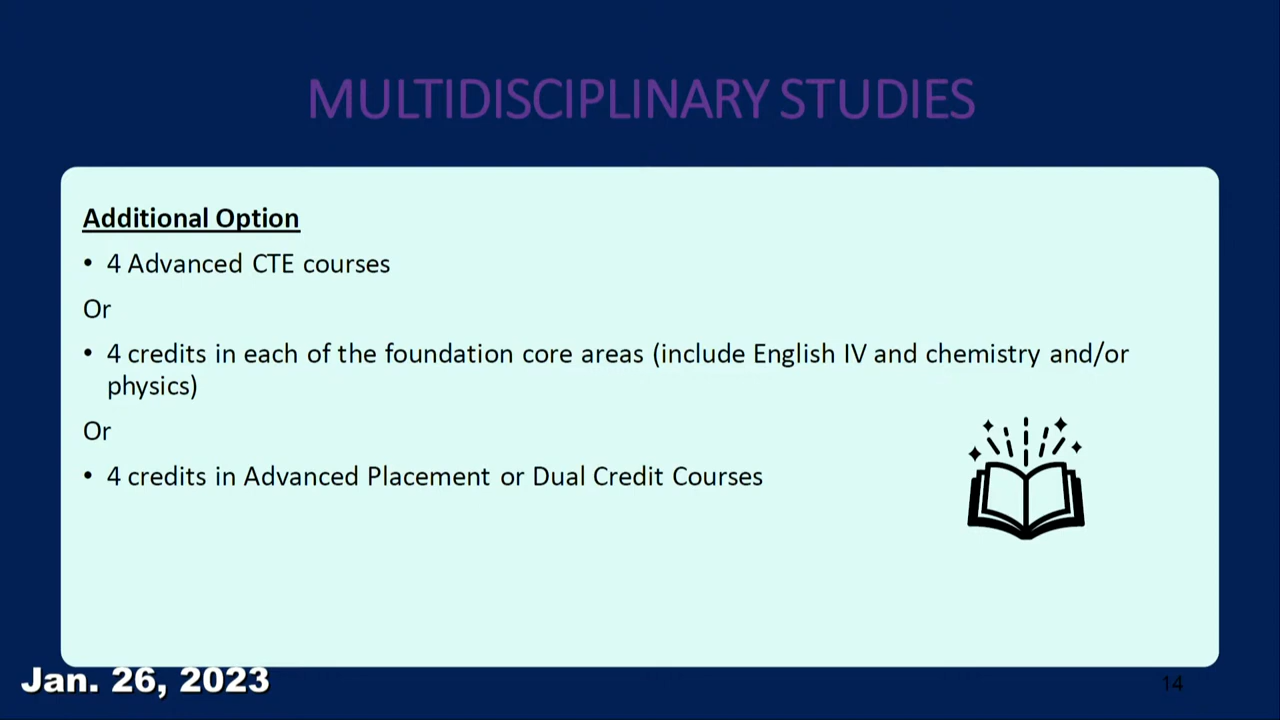 MULTIDISCIPLINARY STUDIES
Additional Option
• 4 Advanced CTE courses
Or
• 4 credits in each of the foundation core areas (include English IV and chemistry and/or
physics)
Or
• 4 credits in Advanced Placement or Dual Credit Courses
Jan. 26, 2023
14